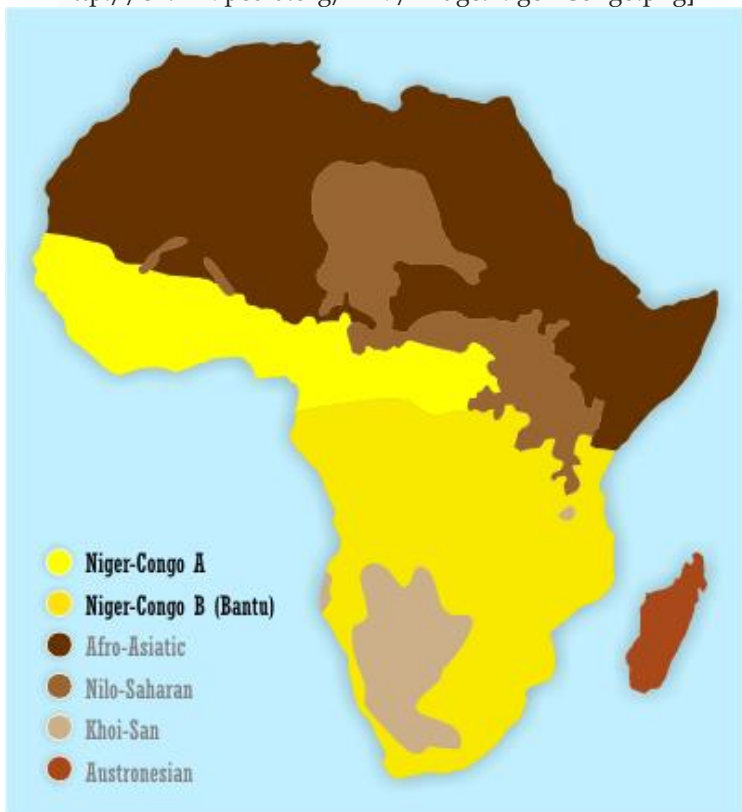 Niger-Congo A
Niger-Congo B (Bantu)
Afro-Asiatic
Nilo-Saharan
Khoi-San
Austronesian